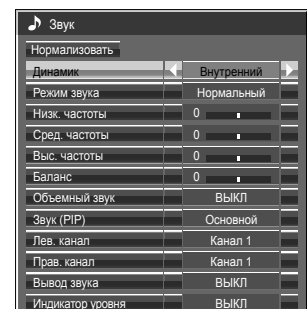 Звук
Нормализовать
Динамик Внутренний
Режим звука Нормальный
Низк. частоты 0
Сред. частоты 0
Выс. частоты 0
Баланс 0
Объемный звук ВЫКЛ
Звук (PIP) Основной
Лев. канал Канал 1
Прав. канал Канал 1
Вывод звука ВЫКЛ
Индикатор уровня ВЫКЛ